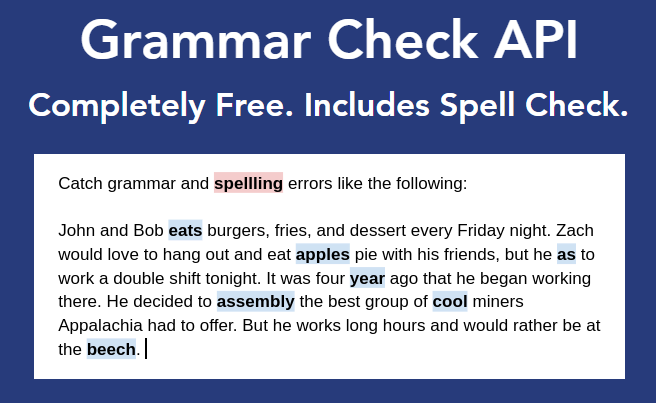 Grammar Check API
Completely Free. Includes Spell Check.
Catch grammar and spellling errors like the following:
John and Bob eats burgers, fries, and dessert every Friday night. Zach
would love to hang out and eat apples pie with his friends, but he as to
work a double shift tonight. It was four year ago that he began working
there. He decided to assembly the best group of cool miners
Appalachia had to offer. But he works long hours and would rather be at
the beech.